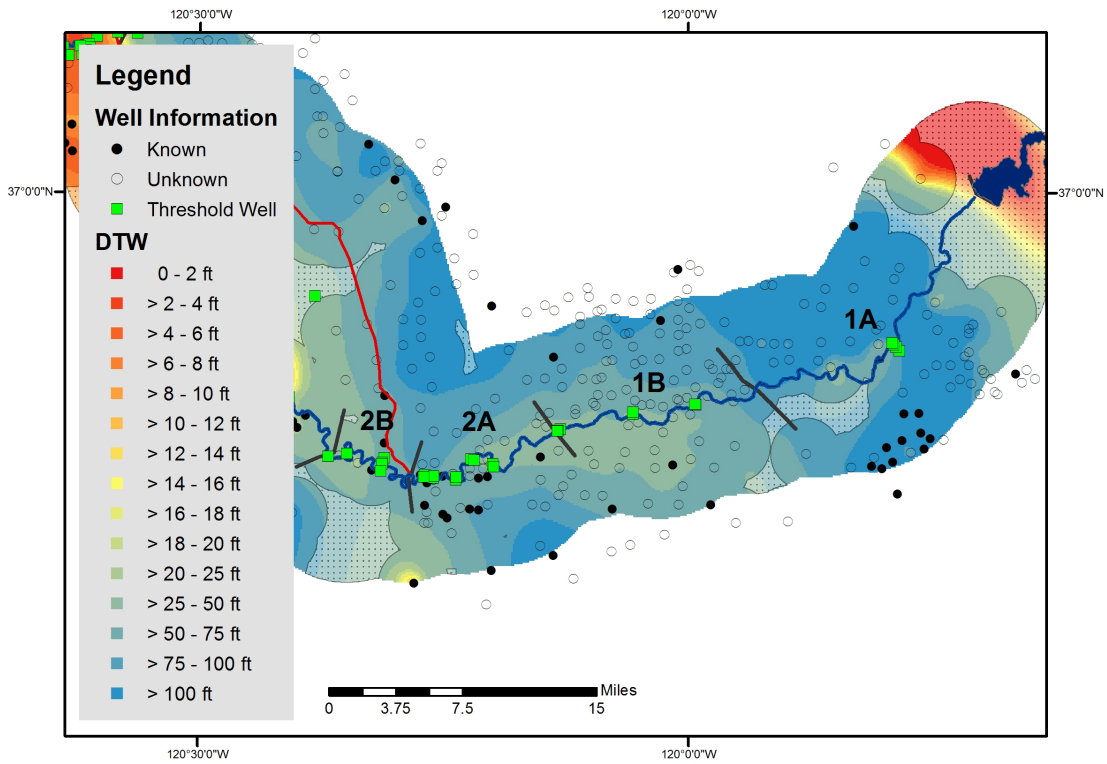 120°30'0"W
120°0'0"W
Legend
Well Information
Known
Unknown
Threshold Well
DTW
0 - 2 ft
> 2 - 4 ft
> 4 - 6 ft
> 6 - 8 ft
> 8 - 10 ft
> 10 - 12 ft
> 12 - 14 ft
> 14 - 16 ft
> 16 - 18 ft
> 18 - 20 ft
> 20 - 25 ft
> 25 - 50 ft
> 50 - 75 ft
> 75 - 100 ft
> 100 ft
37°0'0"N
37°0'0"N
1A
1B
2A
2B
Miles
0
3.75
7.5
15
120°30'0"W
120°0'0"W